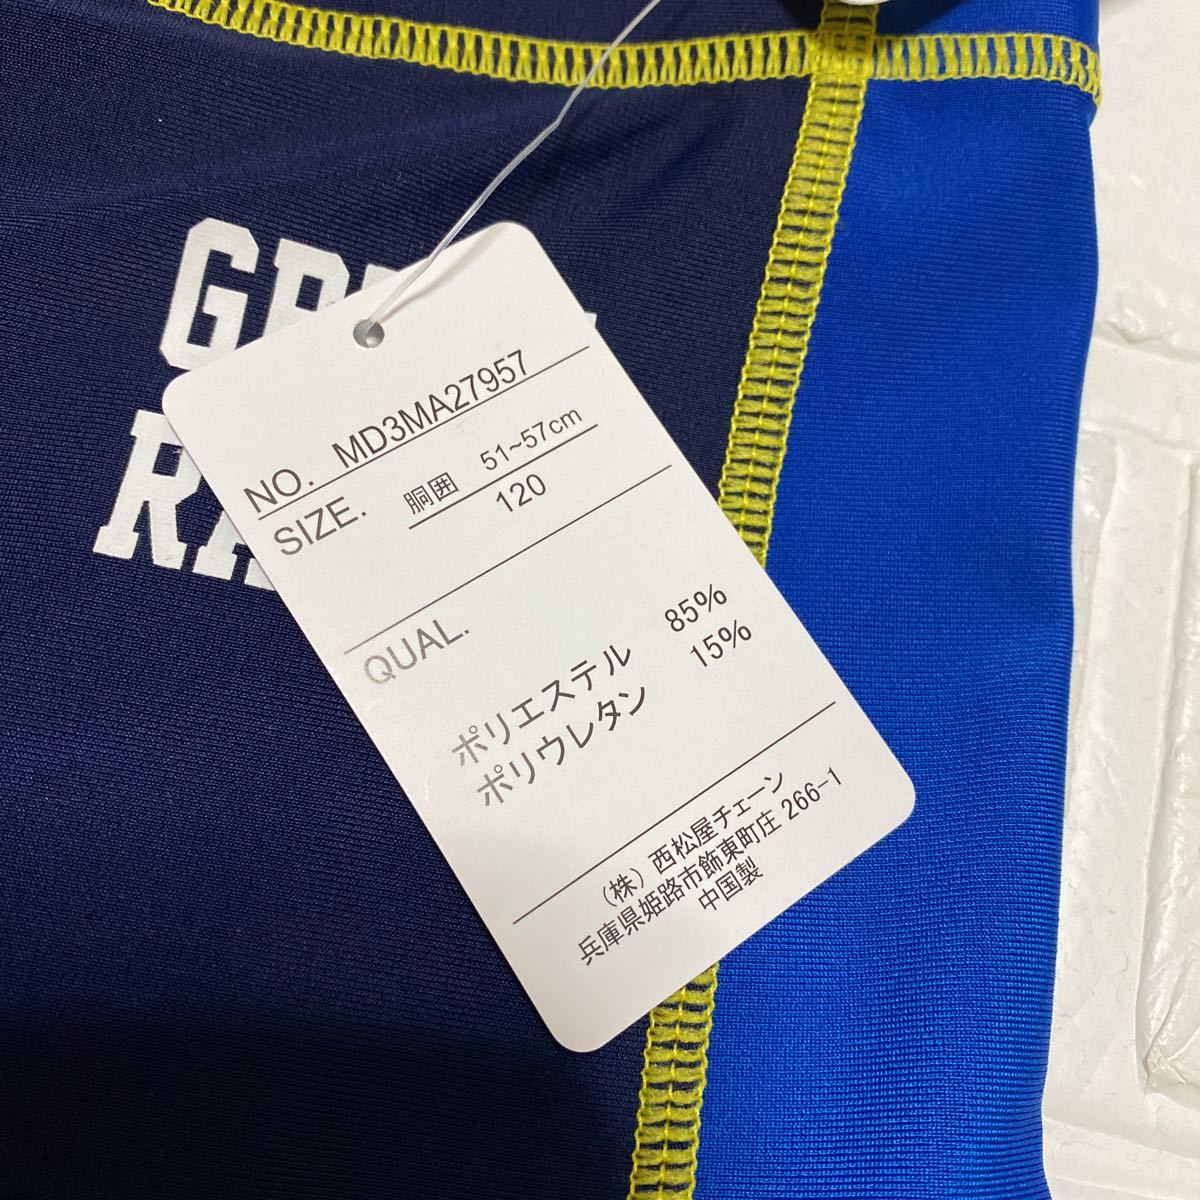 NO. MD3MA27957
SIZE. 胴囲 51~57cm
120
QUAL.
ポリエステル 85%
ポリウレタン 15%
(株) 西松屋チェーン
兵庫県姫路市飾東町庄 266-1
中国製